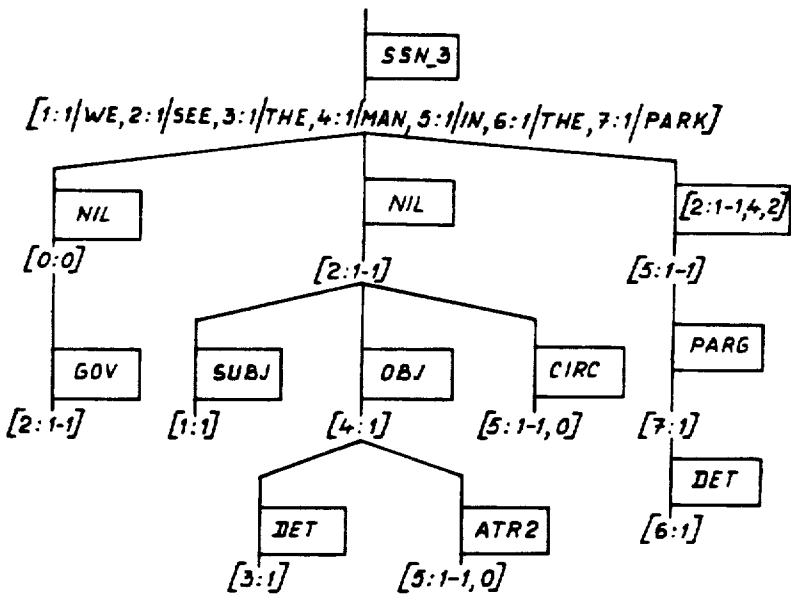 SSN_3
[1:1/WE, 2:1/SEE, 3:1/THE, 4:1/MAN, 5:1/IN, 6:1/THE, 7:1/PARK]
NIL
NIL
[2:1-1,4,2]
[0:0]
[2:1-1]
[5:1-1]
GOV
SUBJ
OBJ
CIRC
PARG
[2:1-1]
[1:1]
[4:1]
[5:1-1,0]
[7:1]
DET
ATR2
DET
[3:1]
[5:1-1,0]
[6:1]